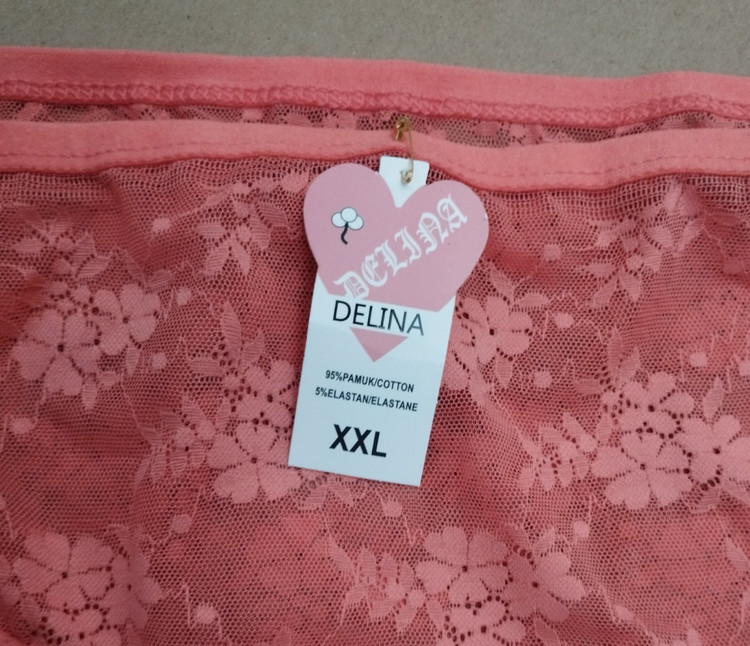 DELINA
DELINA
95%PAMUK/COTTON
5%ELASTAN/ELASTANE
XXL